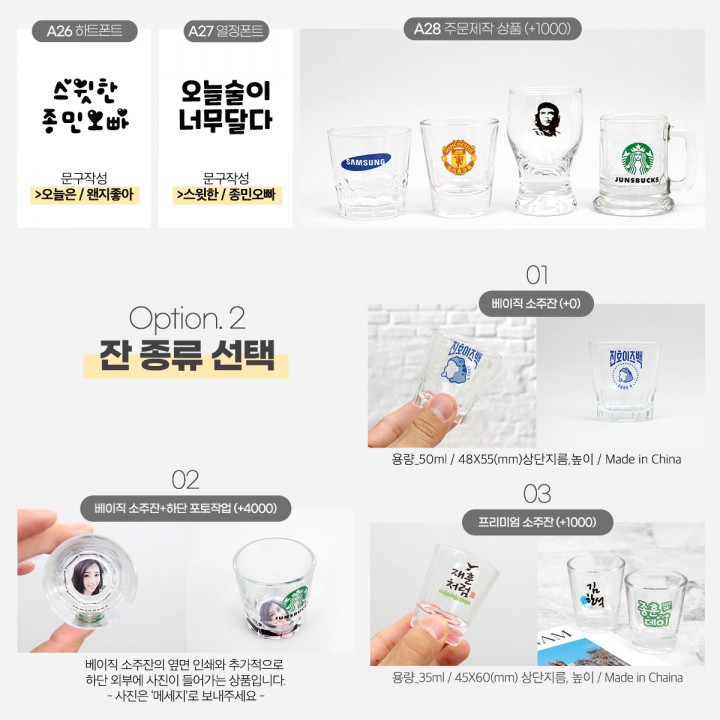 A26 하트폰트
스윗한
종민오빠
문구작성
>오늘은 / 왠지좋아
A27 열정폰트
오늘술이
너무달다
문구작성
>스윗한 / 종민오빠
A28 주문제작 상품 (+1000)
SAMSUNG
MANCHESTER
JUNSBUCKS
Option. 2
잔 종류 선택
01
베이직 소주잔 (+0)
진호이즈백
진호이즈백
용량_50ml / 48X55(mm)상단지름,높이 / Made in China
02
베이직 소주잔+하단 포토작업 (+4000)
JUNSBUCKS
베이직 소주잔의 옆면 인쇄와 추가적으로
하단 외부에 사진이 들어가는 상품입니다.
- 사진은 '메세지'로 보내주세요 -
03
프리미엄 소주잔 (+1000)
재훈
처럼
종훈
데이
용량_35ml / 45X60(mm) 상단지름, 높이 / Made in Chaina